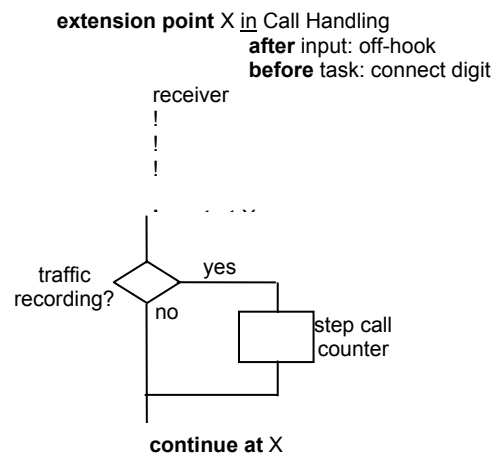 extension point X in Call Handling
after input: off-hook
before task: connect digit
receiver
!
!
!
traffic
recording?
yes
no
step call
counter
continue at X